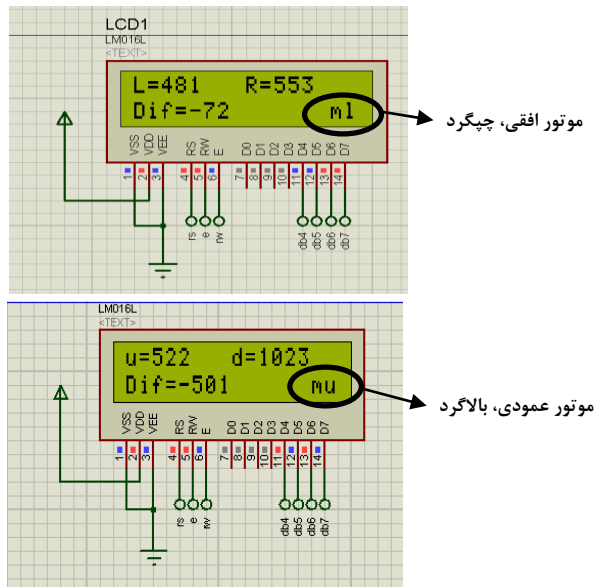 LCD1
LM016L
<TEXT>
L=481 R=553
Dif=-72 ml
موتور افقی، چپگرد
VSS VDD VEE RS RW E D0 D1 D2 D3 D4 D5 D6 D7
1 2 3 4 5 6 7 8 9 10 11 12 13 14
rs e rw db4 db5 db6 db7
LM016L
<TEXT>
u=522 d=1023
Dif=-501 mu
موتور عمودی، بالاگرد
VSS VDD VEE RS RW E D0 D1 D2 D3 D4 D5 D6 D7
1 2 3 4 5 6 7 8 9 10 11 12 13 14
rs e rw db4 db5 db6 db7